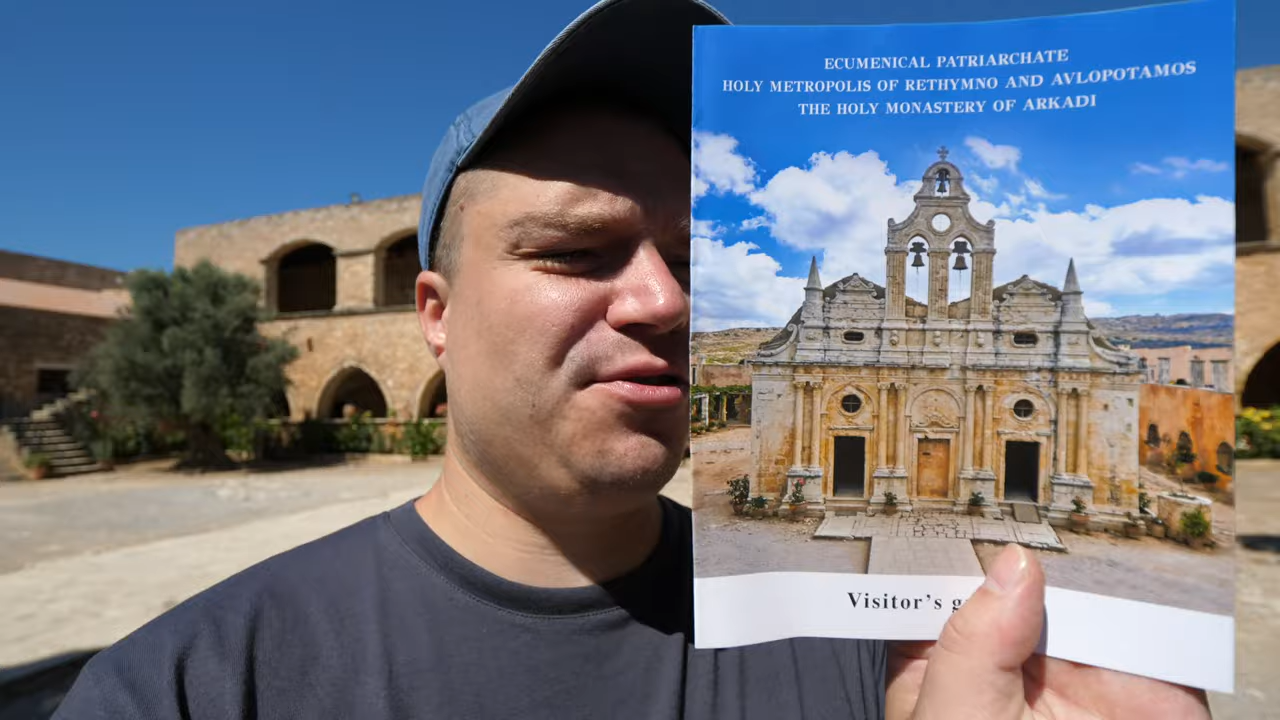 ECUMENICAL PATRIARCHATE
HOLY METROPOLIS OF RETHYMNO AND AVLOPOTAMOS
THE HOLY MONASTERY OF ARKADI
Visitor's